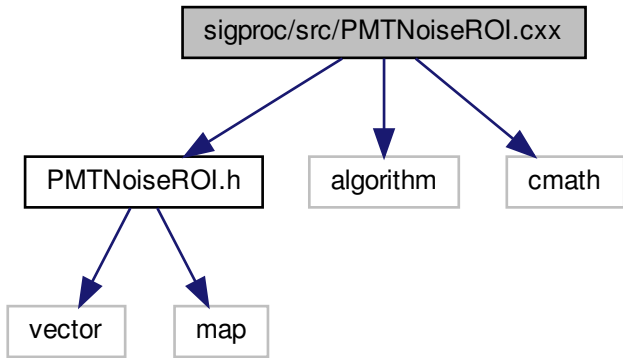 sigproc/src/PMTNoiseROI.cxx
PMTNoiseROI.h
algorithm
cmath
vector
map